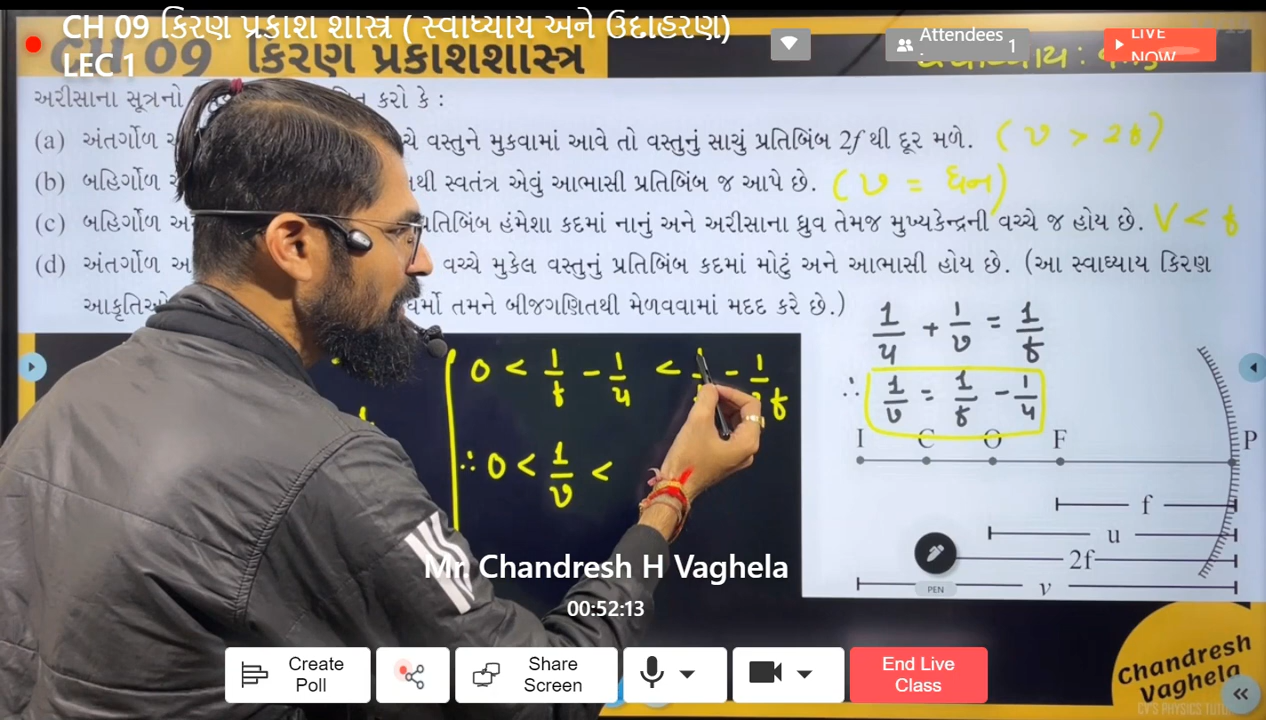 CH 09 કિરણ પ્રકાશ શાસ્ત્ર ( સ્વાધ્યાય અને ઉદાહરણ)
LEC 1
Attendees
:
1
LIVE
NOW
CH 09 કિરણ પ્રકાશશાસ્ત્ર
અરીસાના સૂત્રનો કરો કે :
(a) અંતર્ગોળ વસ્તુને મુકવામાં આવે તો વસ્તુનું સાચું પ્રતિબિંબ 2f થી દૂર મળે. (v > 2f)
(b) બહિર્ગોળ સ્વતંત્ર એવું આભાસી પ્રતિબિંબ જ આપે છે. (v = ધન)
(c) બહિર્ગોળ હંમેશા કદમાં નાનું અને અરીસાના ધ્રુવ તેમજ મુખ્યકેન્દ્રની વચ્ચે જ હોય છે. V < f
(d) અંતર્ગોળ વચ્ચે મુકેલ વસ્તુનું પ્રતિબિંબ કદમાં મોટું અને આભાસી હોય છે. (આ સ્વાધ્યાય કિરણ
તમને બીજગણિતથી મેળવવામાં મદદ કરે છે.)
1/u + 1/v = 1/f
∴ 1/v = 1/f - 1/u
0 < 1/f - 1/u <
∴ 0 < 1/v <
I C O F P
f
u
2f
v
PEN
Mr. Chandresh H Vaghela
00:52:13
Create
Poll
Share
Screen
End Live
Class
Chandresh
Vaghela